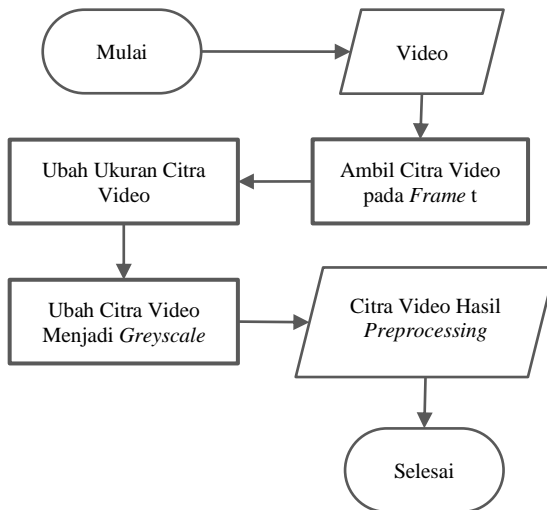 Mulai
Video
Ambil Citra Video
pada Frame t
Ubah Ukuran Citra
Video
Ubah Citra Video
Menjadi Greyscale
Citra Video Hasil
Preprocessing
Selesai